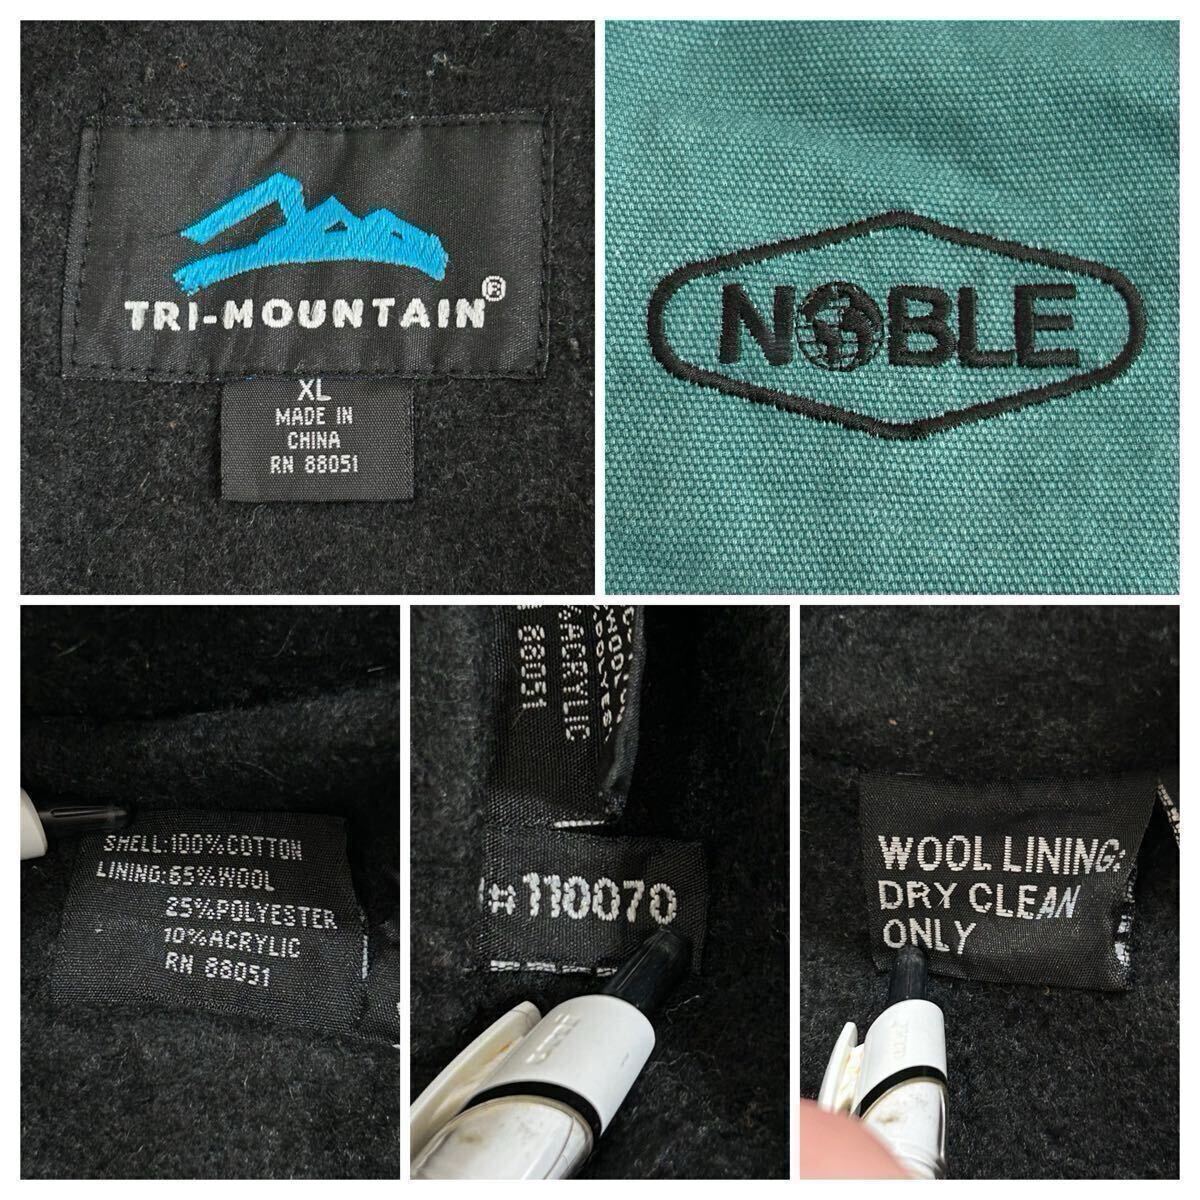 TRI-MOUNTAIN®
XL
MADE IN
CHINA
RN 88051
NOBLE
SHELL:100%COTTON
LINING:65%WOOL
25%POLYESTER
10%ACRYLIC
RN 88051
%ACRYLIC
88051
#110070
WOOL LINING:
DRY CLEAN
ONLY